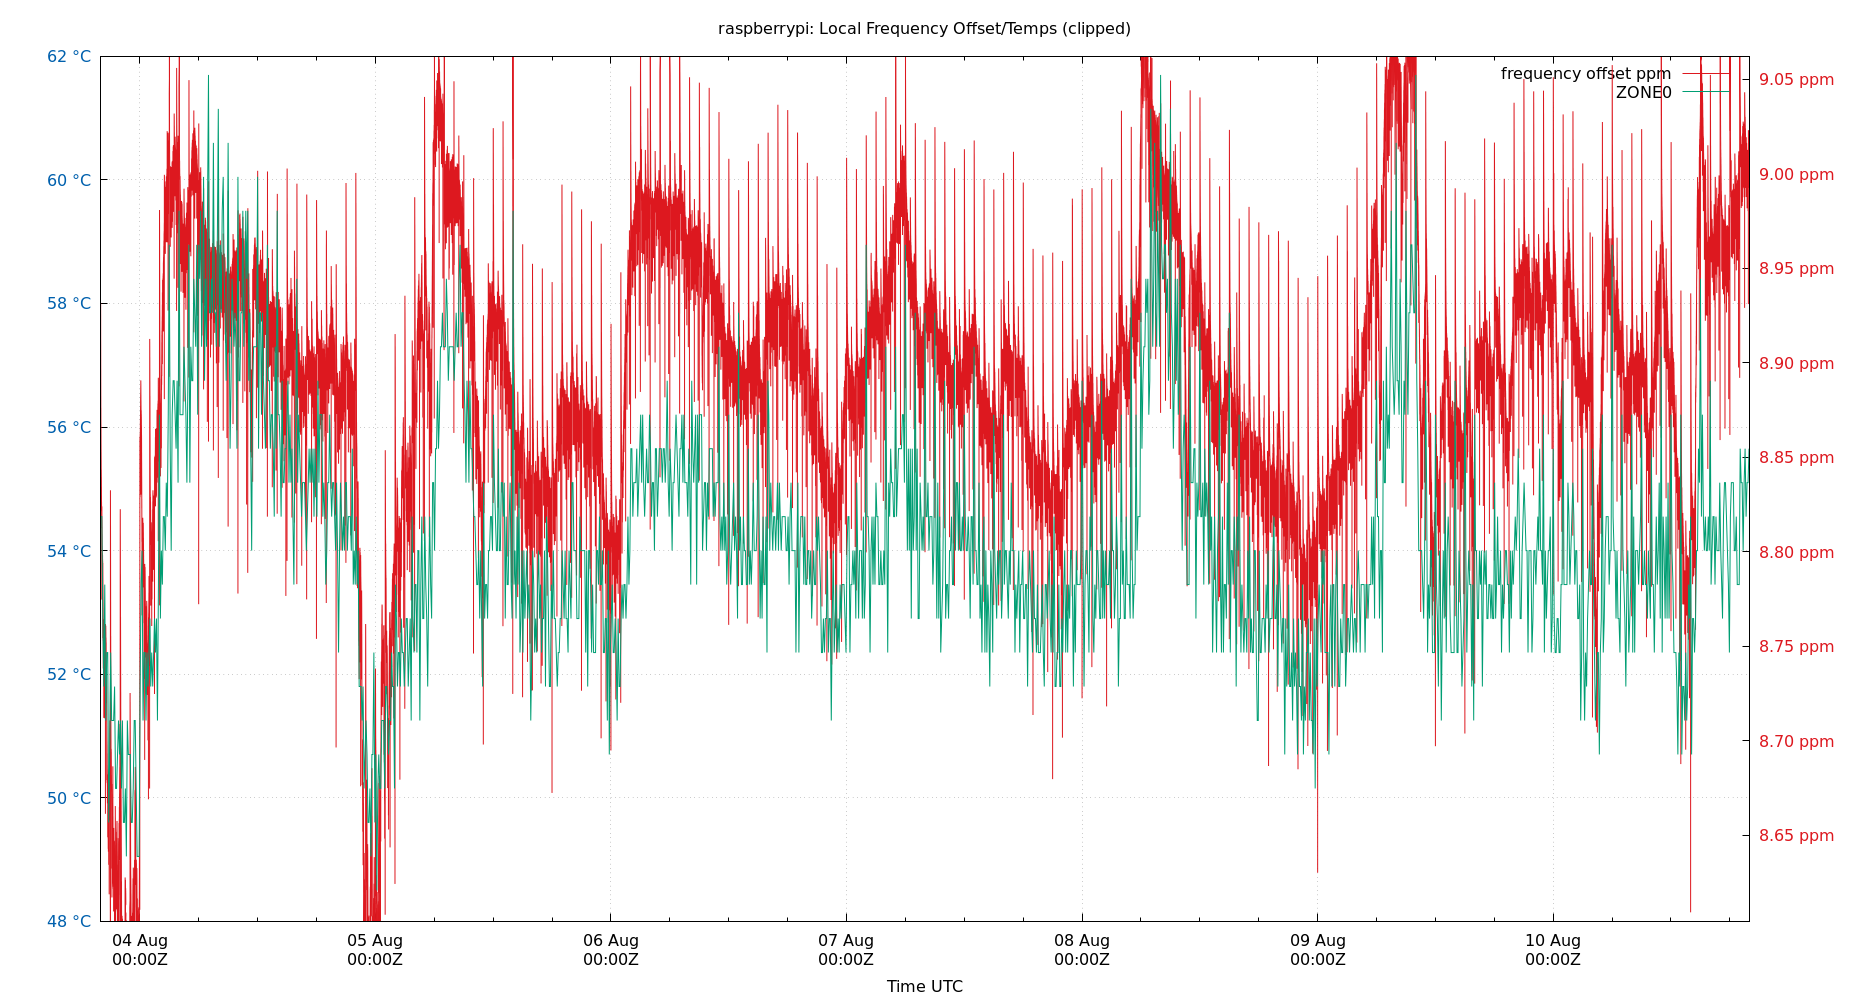 raspberrypi: Local Frequency Offset/Temps (clipped)
frequency offset ppm
ZONE0
62 °C
60 °C
58 °C
56 °C
54 °C
52 °C
50 °C
48 °C
9.05 ppm
9.00 ppm
8.95 ppm
8.90 ppm
8.85 ppm
8.80 ppm
8.75 ppm
8.70 ppm
8.65 ppm
04 Aug
00:00Z
05 Aug
00:00Z
06 Aug
00:00Z
07 Aug
00:00Z
08 Aug
00:00Z
09 Aug
00:00Z
10 Aug
00:00Z
Time UTC